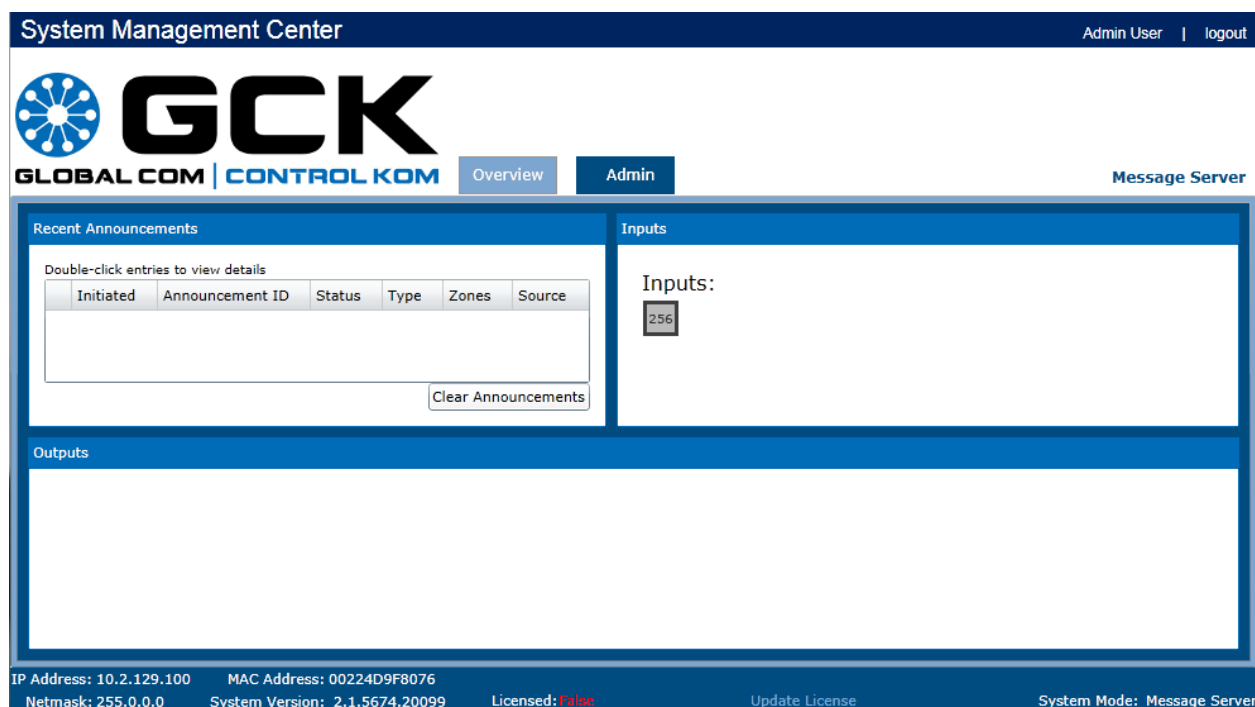 System Management Center
Admin User | logout
GCK
GLOBAL COM | CONTROL KOM
Overview
Admin
Message Server
Recent Announcements
Inputs
Double-click entries to view details
Initiated Announcement ID Status Type Zones Source
Clear Announcements
Inputs:
256
Outputs
IP Address: 10.2.129.100 MAC Address: 00224D9F8076
Netmask: 255.0.0.0 System Version: 2.1.5674.20099 Licensed: False Update License System Mode: Message Server